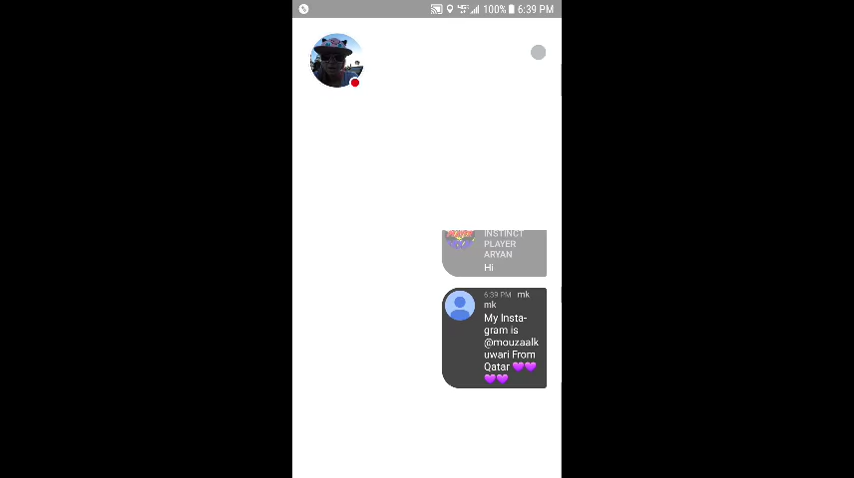 100% 6:39 PM
INSTINCT
PLAYER
ARYAN
Hi
6:39 PM mk
mk
My Insta-
gram is
@mouzaalk
uwari From
Qatar 💜💜
💜💜